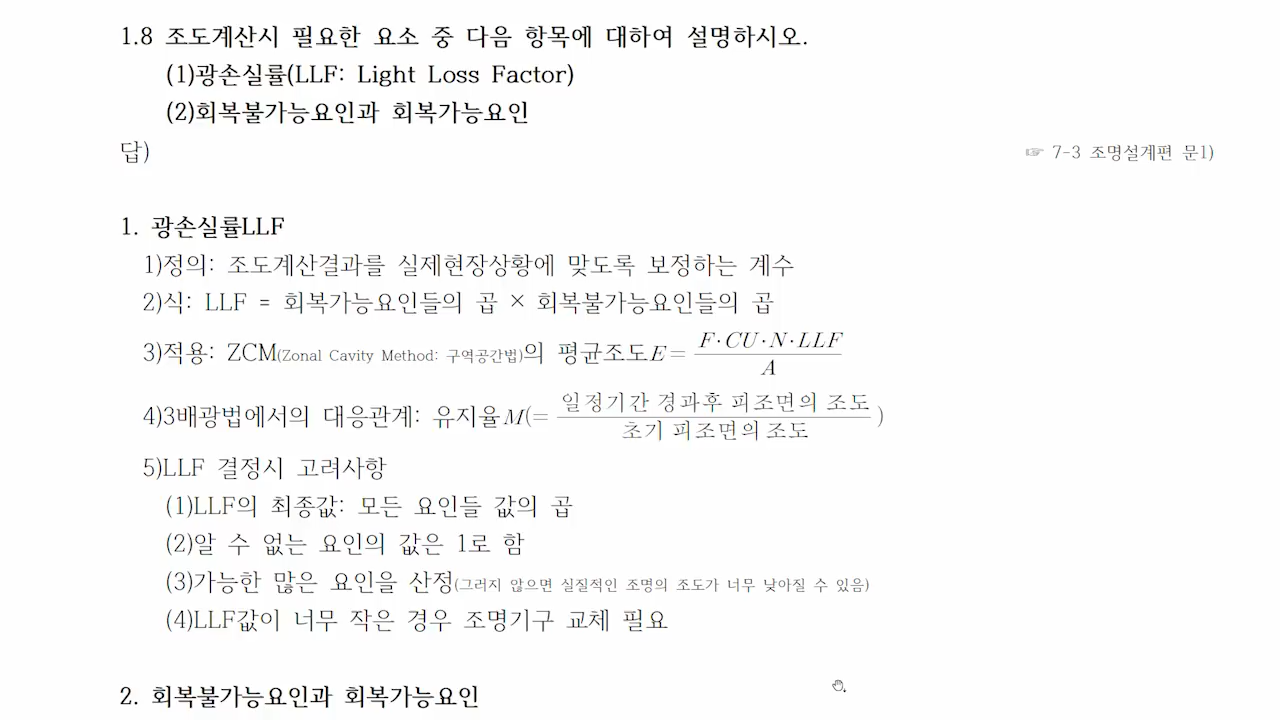 1.8 조도계산시 필요한 요소 중 다음 항목에 대하여 설명하시오.
(1)광손실률(LLF: Light Loss Factor)
(2)회복불가능요인과 회복가능요인
답)
☞ 7-3 조명설계편 문1)
1. 광손실률LLF
1)정의: 조도계산결과를 실제현장상황에 맞도록 보정하는 계수
2)식: LLF = 회복가능요인들의 곱 × 회복불가능요인들의 곱
3)적용: ZCM(Zonal Cavity Method: 구역공간법)의 평균조도E = F·CU·N·LLF / A
4)3배광법에서의 대응관계: 유지율M(= 일정기간 경과후 피조면의 조도 / 초기 피조면의 조도)
5)LLF 결정시 고려사항
(1)LLF의 최종값: 모든 요인들 값의 곱
(2)알 수 없는 요인의 값은 1로 함
(3)가능한 많은 요인을 산정(그러지 않으면 실질적인 조명의 조도가 너무 낮아질 수 있음)
(4)LLF값이 너무 작은 경우 조명기구 교체 필요
2. 회복불가능요인과 회복가능요인